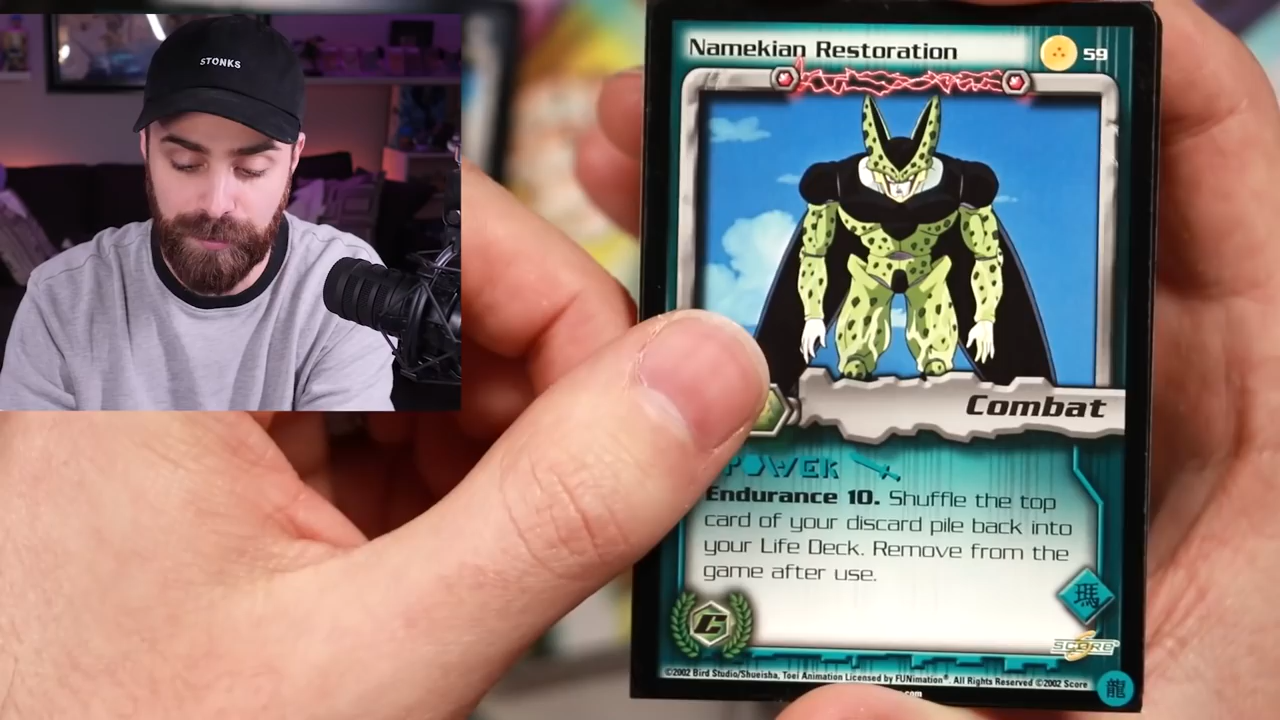 STONKS
Namekian Restoration
59
Combat
POWER
Endurance 10. Shuffle the top
card of your discard pile back into
your Life Deck. Remove from the
game after use.
瑪
C
SCORE
©2002 Bird Studio/Shueisha, Toei Animation Licensed by FUNimation®. All Rights Reserved ©2002 Score
龍
.com